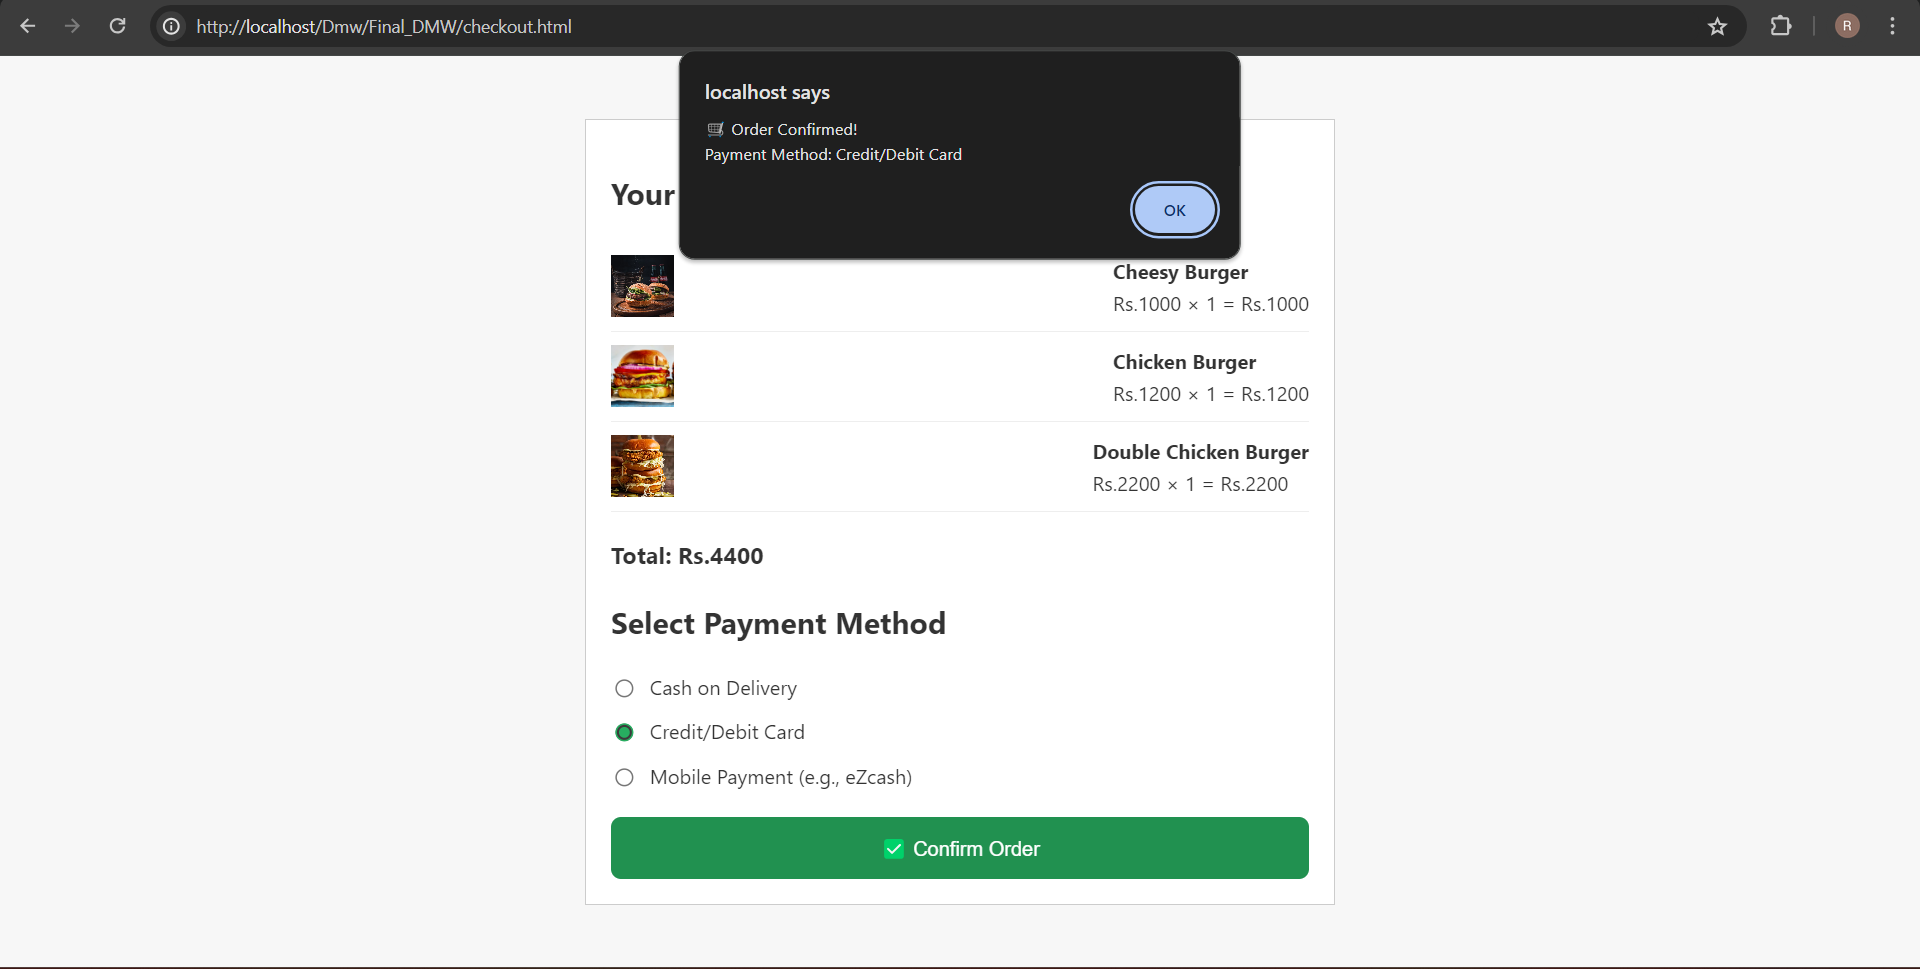 http://localhost/Dmw/Final_DMW/checkout.html
R
localhost says
🛒 Order Confirmed!
Payment Method: Credit/Debit Card
OK
Your
Cheesy Burger
Rs.1000 × 1 = Rs.1000
Chicken Burger
Rs.1200 × 1 = Rs.1200
Double Chicken Burger
Rs.2200 × 1 = Rs.2200
Total: Rs.4400
Select Payment Method
Cash on Delivery
Credit/Debit Card
Mobile Payment (e.g., eZcash)
✅ Confirm Order